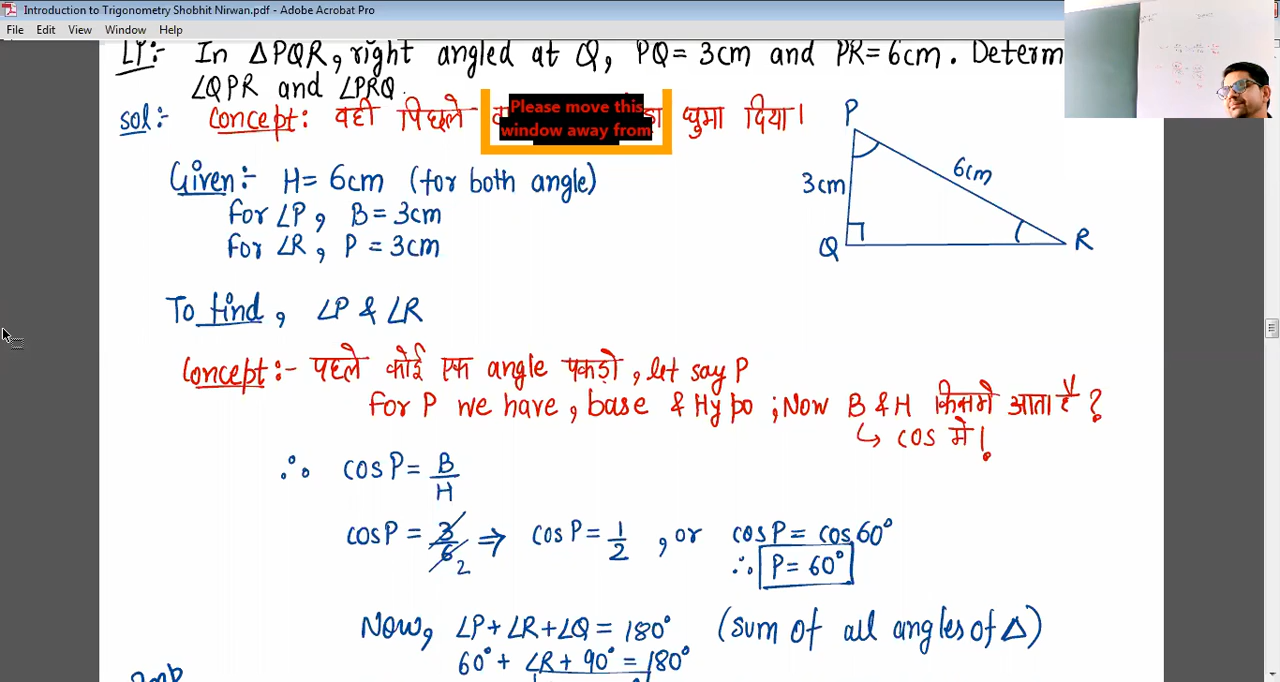 Introduction to Trigonometry Shobhit Nirwan.pdf - Adobe Acrobat Pro
File Edit View Window Help
In ΔPQR, right angled at Q, PQ = 3cm and PR = 6cm. Determ
∠QPR and ∠PRQ.
Sol:- Concept: वही पिछले घुमा दिया।
Please move this
window away from
P
3cm
6cm
Q
R
Given:- H = 6cm (for both angle)
For ∠P, B = 3cm
For ∠R, P = 3cm
To find, ∠P & ∠R
Concept:- पहले कोई एक angle पकड़ो, let say P
For P we have, base & Hypo ; Now B & H किसमे आता है ?
↳ cos मे!
∴ cos P = B/H
cos P = 3/6 2 ⇒ cos P = 1/2, or cos P = cos 60°
∴ P = 60°
Now, ∠P + ∠R + ∠Q = 180° (sum of all angles of Δ)
60° + ∠R + 90° = 180°